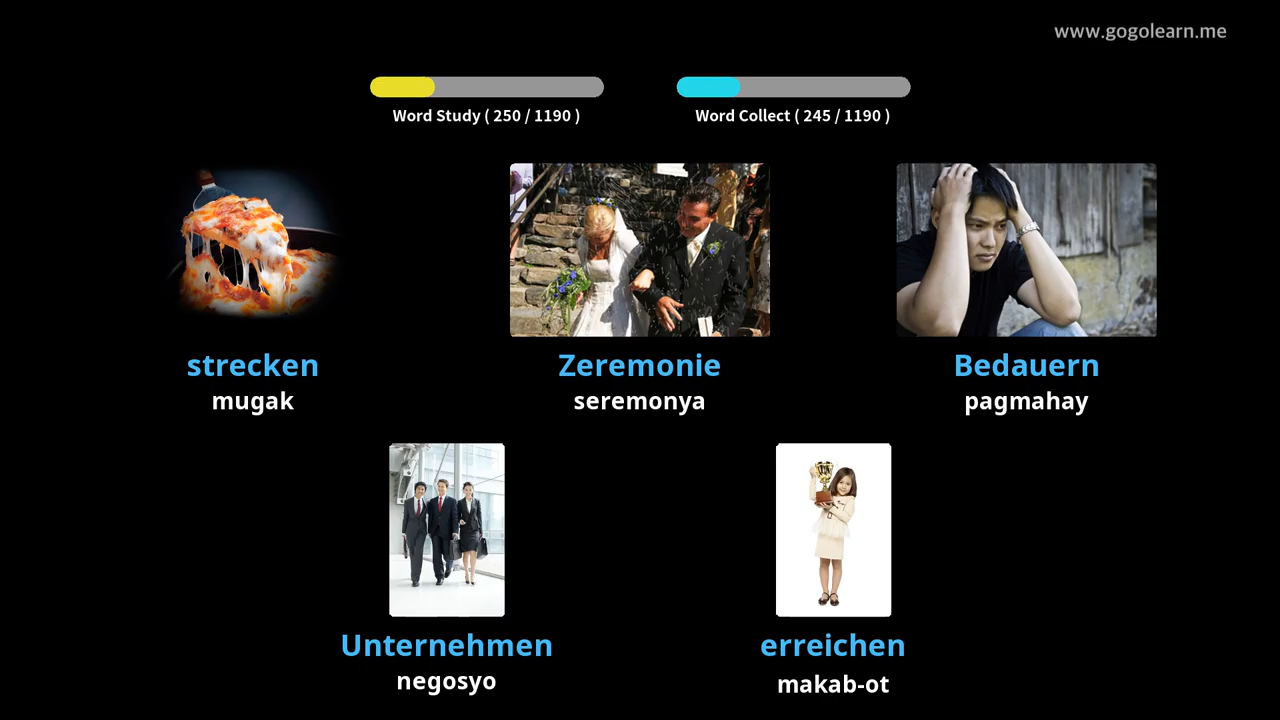 www.gogolearn.me
Word Study ( 250 / 1190 )
Word Collect ( 245 / 1190 )
strecken
mugak
Zeremonie
seremonya
Bedauern
pagmahay
Unternehmen
negosyo
erreichen
makab-ot